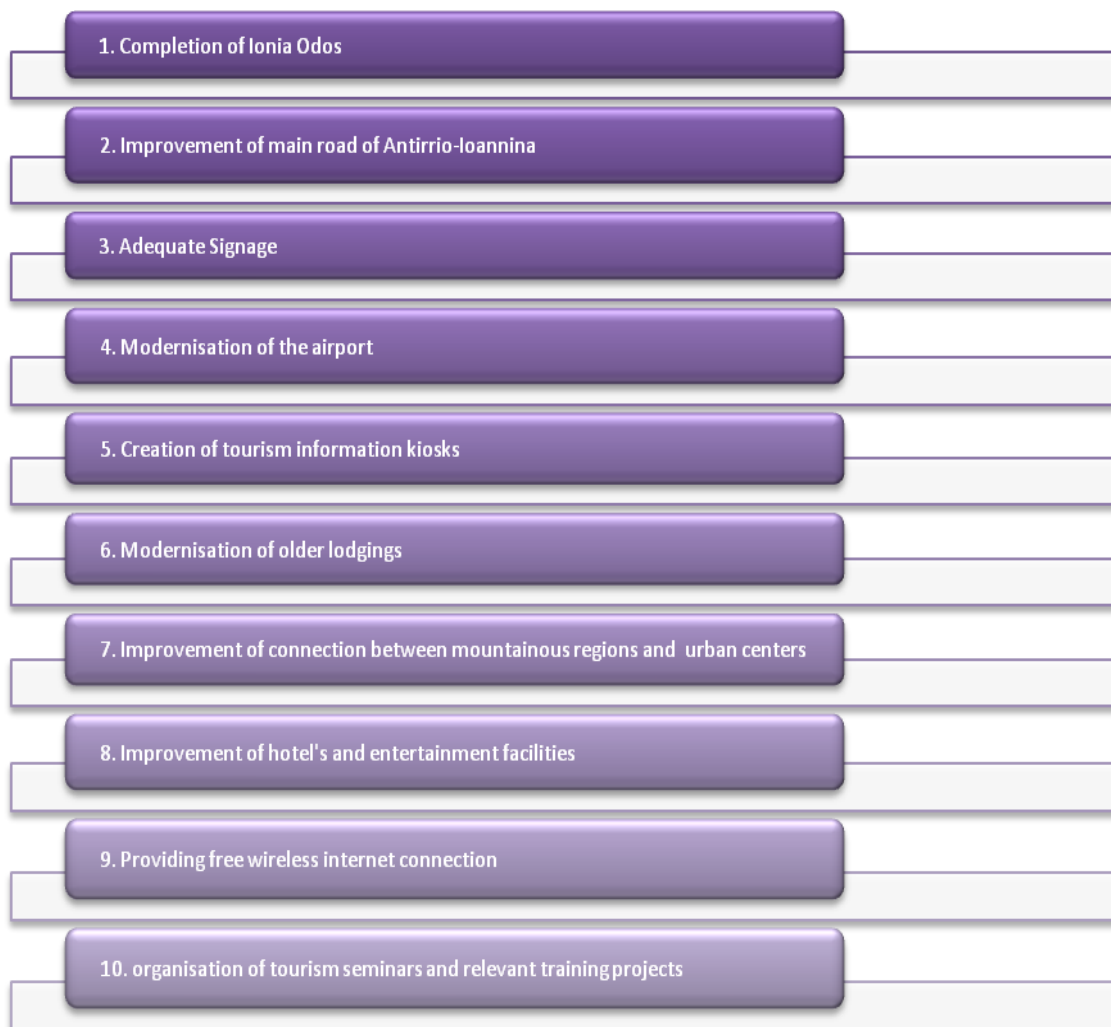 1. Completion of Ionia Odos
2. Improvement of main road of Antirrio-Ioannina
3. Adequate Signage
4. Modernisation of the airport
5. Creation of tourism information kiosks
6. Modernisation of older lodgings
7. Improvement of connection between mountainous regions and urban centers
8. Improvement of hotel's and entertainment facilities
9. Providing free wireless internet connection
10. organisation of tourism seminars and relevant training projects